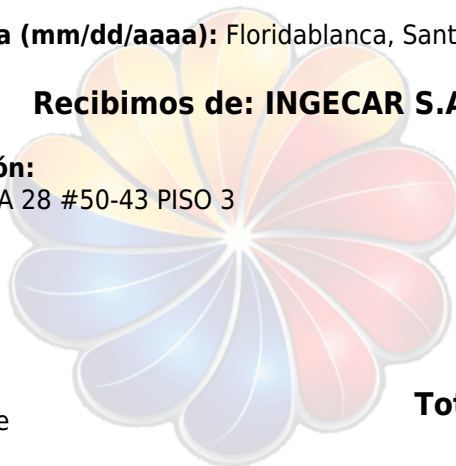 a (mm/dd/aaaa): Floridablanca, Sant
Recibimos de: INGECAR S.A
ón:
A 28 #50-43 PISO 3
Tot
e